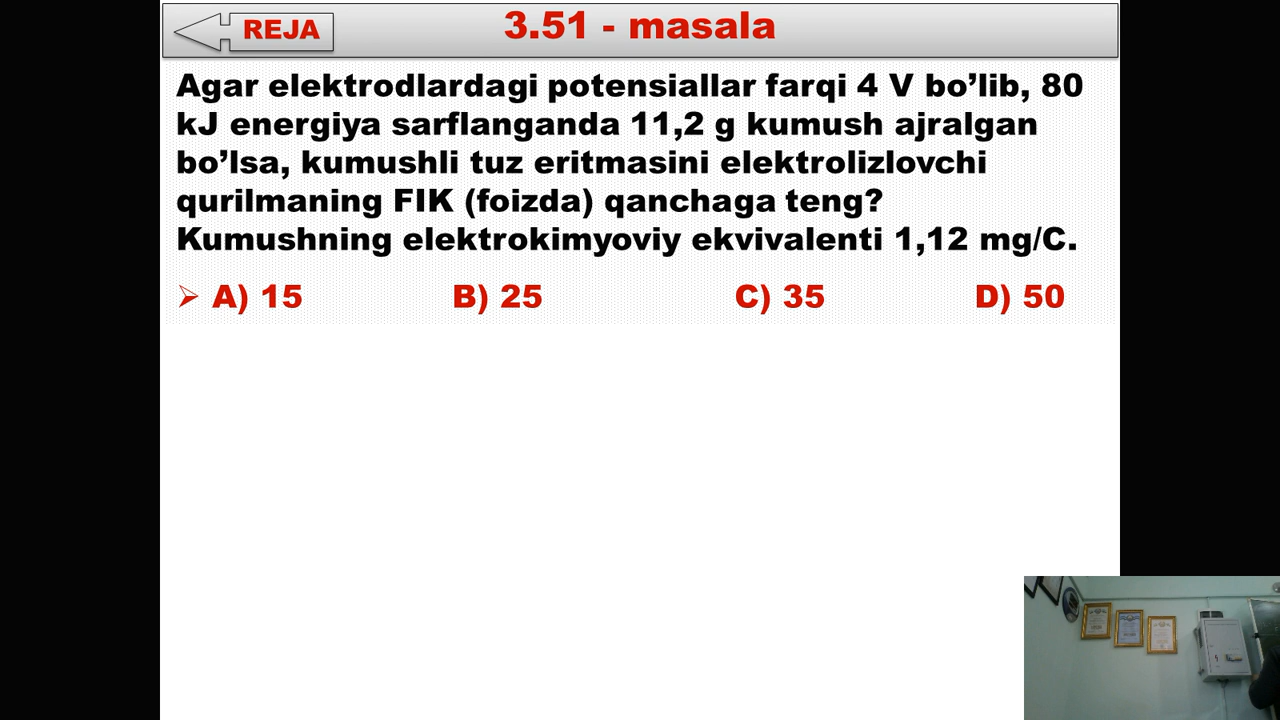 REJA
3.51 - masala
Agar elektrodlardagi potensiallar farqi 4 V bo’lib, 80
kJ energiya sarflanganda 11,2 g kumush ajralgan
bo’lsa, kumushli tuz eritmasini elektrolizlovchi
qurilmaning FIK (foizda) qanchaga teng?
Kumushning elektrokimyoviy ekvivalenti 1,12 mg/C.
➢ A) 15 B) 25 C) 35 D) 50